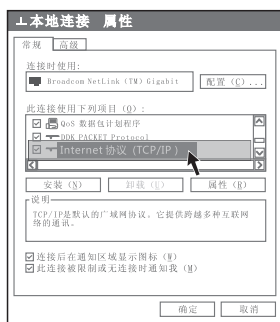 本地连接 属性
常规 高级
连接时使用:
Broadcom NetLink (TM) Gigabit
配置 (C)...
此连接使用下列项目 (O):
QoS 数据包计划程序
DDK PACKET Protocol
Internet 协议 (TCP/IP)
安装 (N) 卸载 (U) 属性 (R)
说明
TCP/IP是默认的广域网协议。它提供跨越多种互联网
络的通讯。
连接后在通知区域显示图标 (W)
此连接被限制或无连接时通知我 (M)
确定 取消